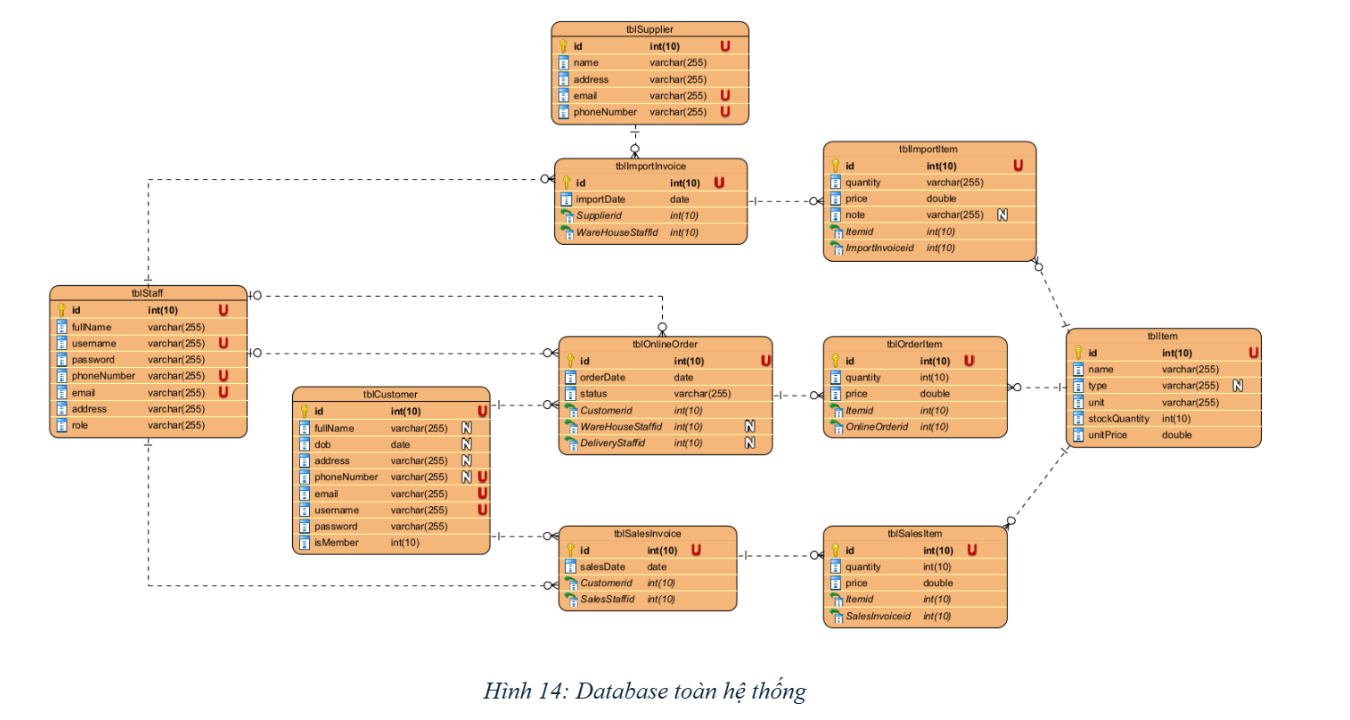 tblSupplier
id int(10) U
name varchar(255)
address varchar(255)
email varchar(255) U
phoneNumber varchar(255) U
tblImportInvoice
id int(10) U
importDate date
Supplierid int(10)
WareHouseStaffid int(10)
tblImportItem
id int(10) U
quantity varchar(255)
price double
note varchar(255) N
Itemid int(10)
ImportInvoiceid int(10)
tblStaff
id int(10) U
fullName varchar(255)
username varchar(255) U
password varchar(255)
phoneNumber varchar(255) U
email varchar(255) U
address varchar(255)
role varchar(255)
tblCustomer
id int(10) U
fullName varchar(255) N
dob date N
address varchar(255) N
phoneNumber varchar(255) N U
email varchar(255) U
username varchar(255) U
password varchar(255)
isMember int(10)
tblOnlineOrder
id int(10) U
orderDate date
status varchar(255)
Customerid int(10)
WareHouseStaffid int(10) N
DeliveryStaffid int(10) N
tblOrderItem
id int(10) U
quantity int(10)
price double
Itemid int(10)
OnlineOrderid int(10)
tblItem
id int(10) U
name varchar(255)
type varchar(255) N
unit varchar(255)
stockQuantity int(10)
unitPrice double
tblSalesInvoice
id int(10) U
salesDate date
Customerid int(10)
SalesStaffid int(10)
tblSalesItem
id int(10) U
quantity int(10)
price double
Itemid int(10)
SalesInvoiceid int(10)
Hình 14: Database toàn hệ thống